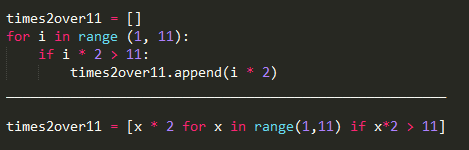 times2over11 = []
for i in range (1, 11):
    if i * 2 > 11:
        times2over11.append(i * 2)
times2over11 = [x * 2 for x in range(1,11) if x*2 > 11]